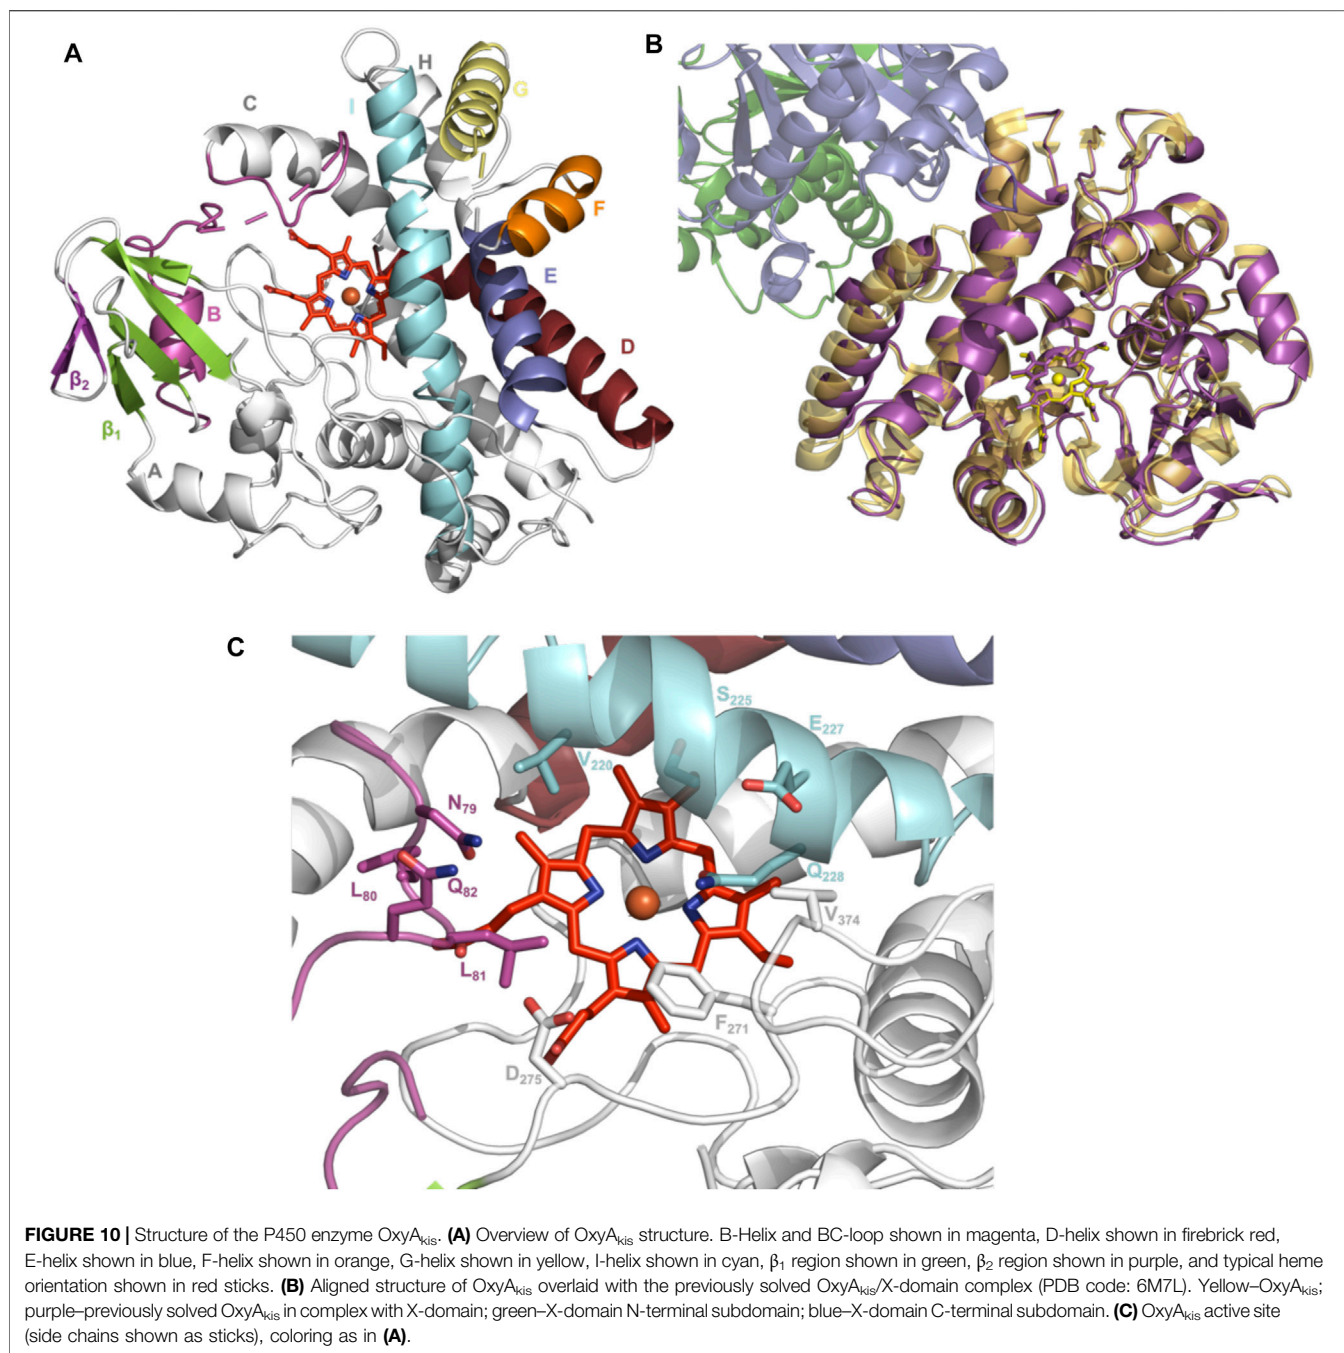 A
B
H
C
I
G
F
E
B
D
β₂
β₁
A
C
S₂₂₅
E₂₂₇
V₂₂₀
N₇₉
L₈₀
Q₈₂
Q₂₂₈
V₃₇₄
L₈₁
F₂₇₁
D₂₇₅
FIGURE 10 | Structure of the P450 enzyme OxyAkis. (A) Overview of OxyAkis structure. B-Helix and BC-loop shown in magenta, D-helix shown in firebrick red,
E-helix shown in blue, F-helix shown in orange, G-helix shown in yellow, I-helix shown in cyan, β₁ region shown in green, β₂ region shown in purple, and typical heme
orientation shown in red sticks. (B) Aligned structure of OxyAkis overlaid with the previously solved OxyAkis/X-domain complex (PDB code: 6M7L). Yellow–OxyAkis;
purple–previously solved OxyAkis in complex with X-domain; green–X-domain N-terminal subdomain; blue–X-domain C-terminal subdomain. (C) OxyAkis active site
(side chains shown as sticks), coloring as in (A).